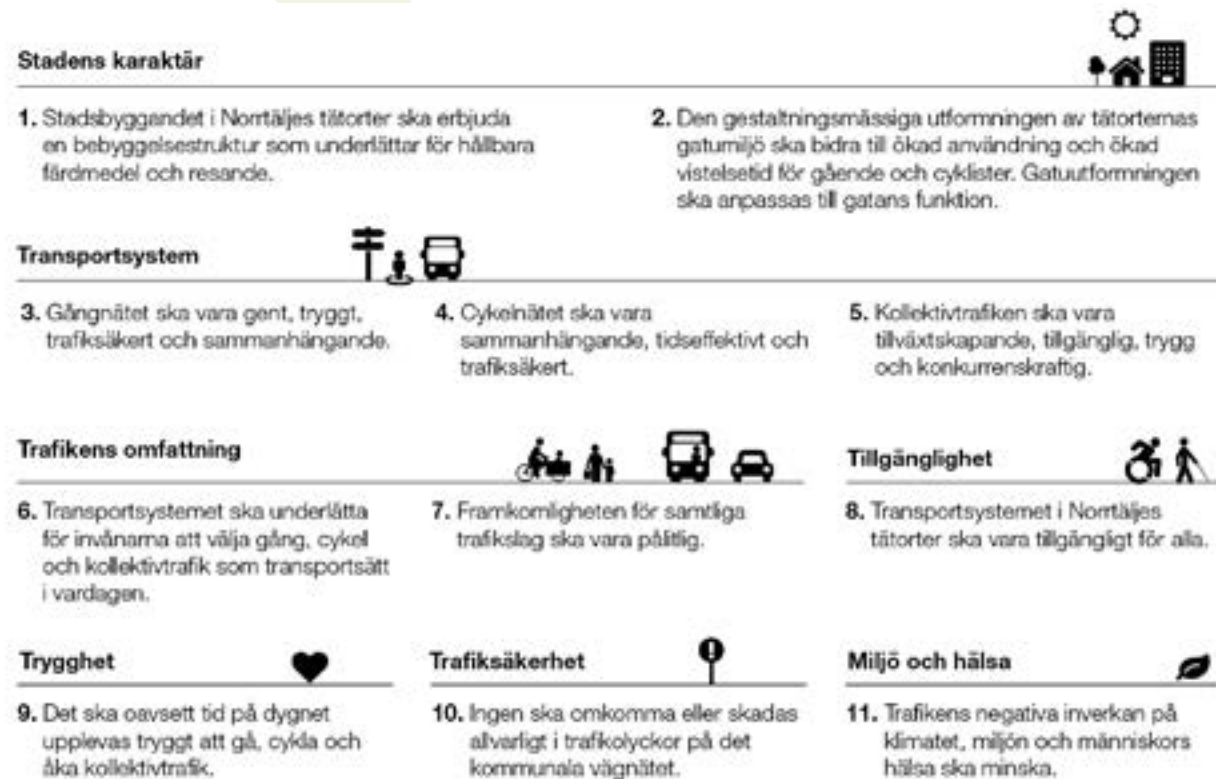 Stadens karaktär
1. Stadsbyggandet i Norrtäljes tätorter ska erbjuda
en bebyggelsestruktur som underlättar för hållbara
färdmedel och resande.
2. Den gestaltningsmässiga utformningen av tätorternas
gatumiljö ska bidra till ökad användning och ökad
vistelsetid för gående och cyklister. Gatuutformningen
ska anpassas till gatans funktion.
Transportsystem
3. Gångnätet ska vara gent, tryggt,
trafiksäkert och sammanhängande.
4. Cykelnätet ska vara
sammanhängande, tidseffektivt och
trafiksäkert.
5. Kollektivtrafiken ska vara
tillväxtskapande, tillgänglig, trygg
och konkurrenskraftig.
Trafikens omfattning
6. Transportsystemet ska underlätta
för invånarna att välja gång, cykel
och kollektivtrafik som transportsätt
i vardagen.
7. Framkomligheten för samtliga
trafikslag ska vara pålitlig.
Tillgänglighet
8. Transportsystemet i Norrtäljes
tätorter ska vara tillgängligt för alla.
Trygghet
9. Det ska oavsett tid på dygnet
upplevas tryggt att gå, cykla och
åka kollektivtrafik.
Trafiksäkerhet
10. Ingen ska omkomma eller skadas
allvarligt i trafikolyckor på det
kommunala vägnätet.
Miljö och hälsa
11. Trafikens negativa inverkan på
klimatet, miljön och människors
hälsa ska minska.